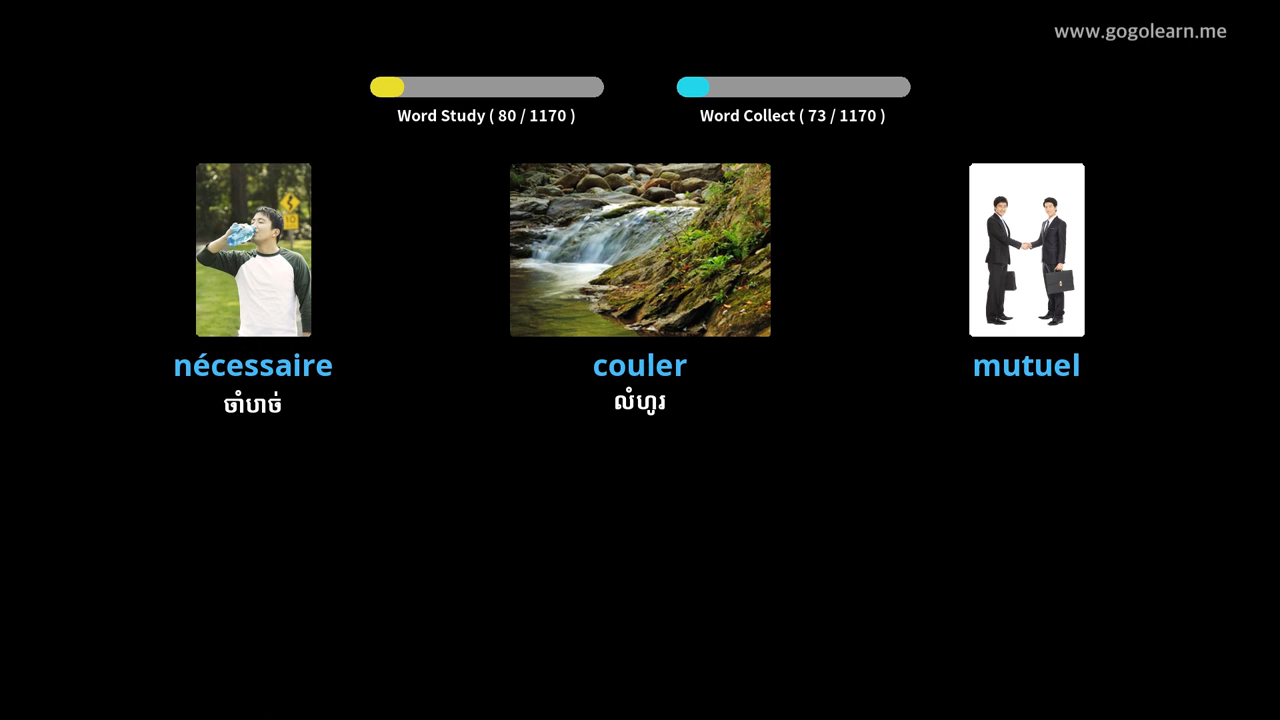 www.gogolearn.me
Word Study ( 80 / 1170 )
Word Collect ( 73 / 1170 )
nécessaire
ចាំបាច់
couler
លំហូរ
mutuel